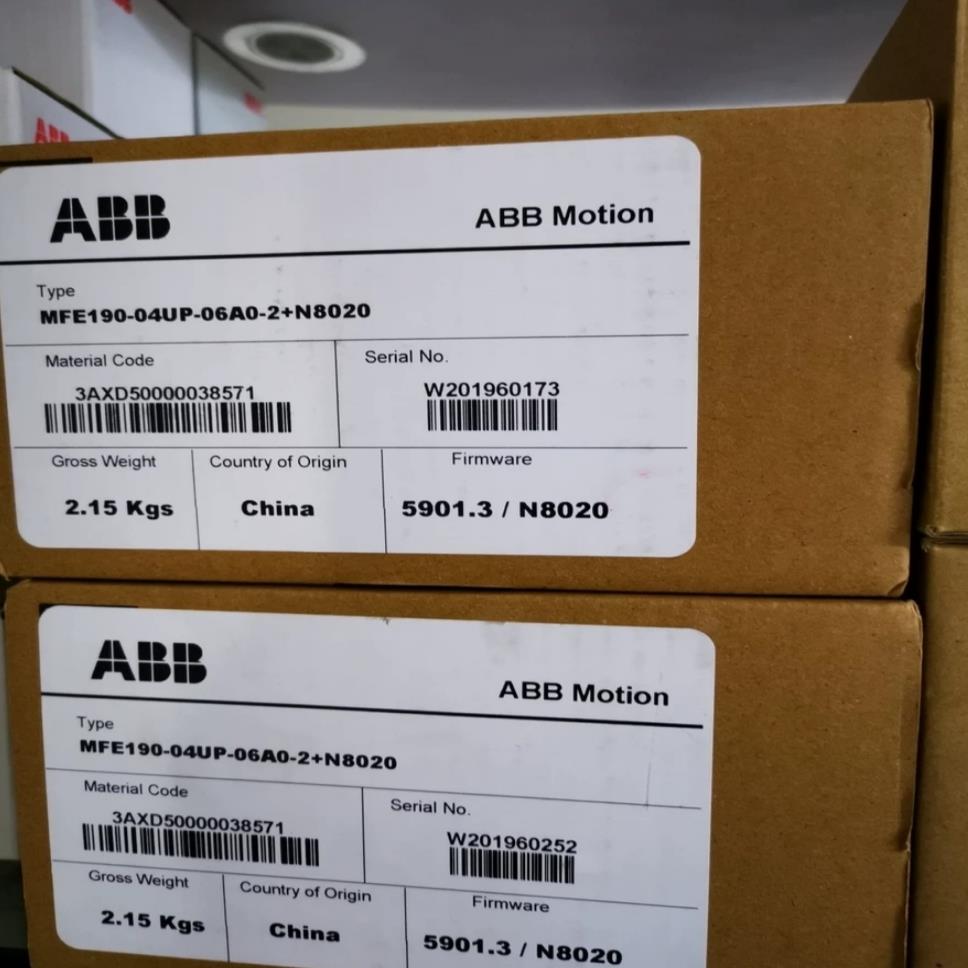 ABB
ABB Motion
Type
MFE190-04UP-06A0-2+N8020
Material Code
Serial No.
3AXD50000038571
W201960173
Gross Weight
Country of Origin
Firmware
2.15 Kgs
China
5901.3 / N8020
ABB
ABB Motion
Type
MFE190-04UP-06A0-2+N8020
Material Code
Serial No.
3AXD50000038571
W201960252
Gross Weight
Country of Origin
Firmware
2.15 Kgs
China
5901.3 / N8020